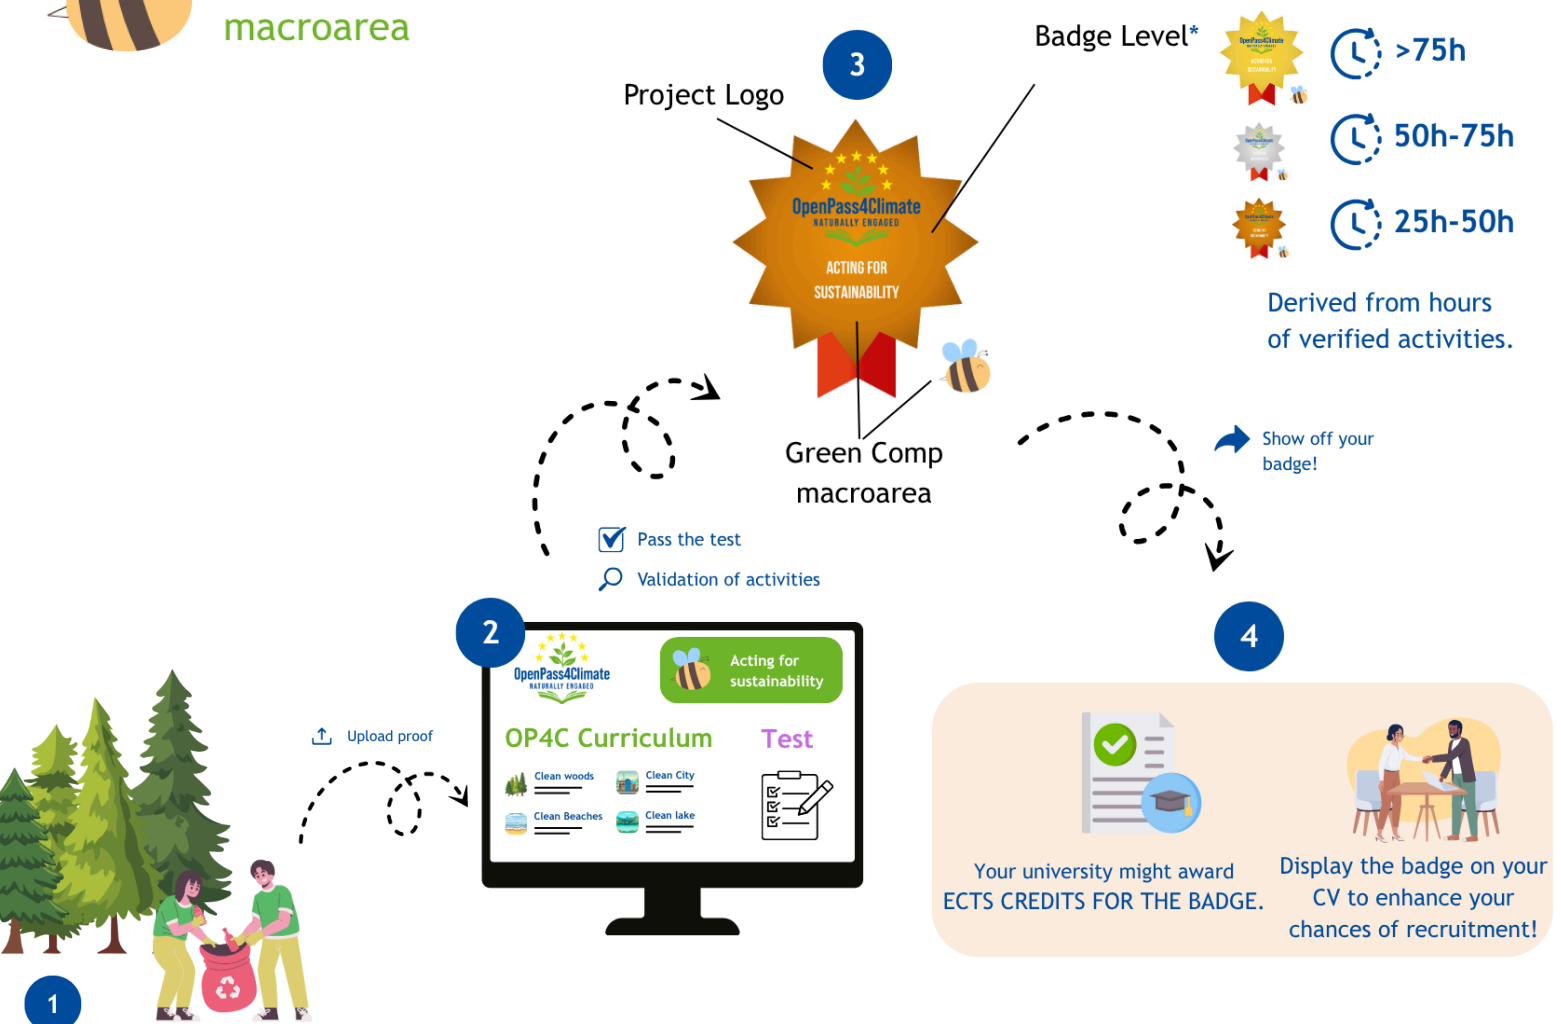 macroarea
3
Badge Level*
Project Logo
OpenPass4Climate
NATURALLY ENGAGED
ACTING FOR
SUSTAINABILITY
Green Comp
macroarea
>75h
50h-75h
25h-50h
Derived from hours
of verified activities.
Show off your
badge!
Pass the test
Validation of activities
2
OpenPass4Climate
NATURALLY ENGAGED
Acting for
sustainability
OP4C Curriculum
Test
Clean woods
Clean City
Clean Beaches
Clean lake
Upload proof
1
4
Your university might award
ECTS CREDITS FOR THE BADGE.
Display the badge on your
CV to enhance your
chances of recruitment!